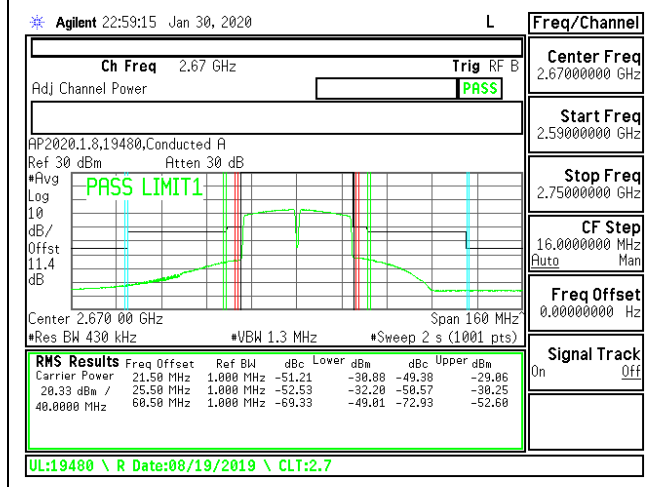 Agilent 22:59:15 Jan 30, 2020 L
Freq/Channel
Ch Freq 2.67 GHz Trig RF B
Adj Channel Power PASS
AP2020.1.8,19480,Conducted A
Ref 30 dBm Atten 30 dB
#Avg
Log
10
dB/
Offst
11.4
dB
PASS LIMIT1
Center 2.670 00 GHz Span 160 MHz^
#Res BW 430 kHz #VBW 1.3 MHz #Sweep 2 s (1001 pts)
RMS Results Freq Offset Ref BW dBc Lower dBm dBc Upper dBm
Carrier Power 21.50 MHz 1.000 MHz -51.21 -30.88 -49.38 -29.06
20.33 dBm / 25.50 MHz 1.000 MHz -52.53 -32.20 -50.57 -30.25
40.0000 MHz 60.50 MHz 1.000 MHz -69.33 -49.01 -72.93 -52.60
UL:19480 \ R Date:08/19/2019 \ CLT:2.7
Center Freq
2.67000000 GHz
Start Freq
2.59000000 GHz
Stop Freq
2.75000000 GHz
CF Step
16.0000000 MHz
Auto Man
Freq Offset
0.00000000 Hz
Signal Track
On Off